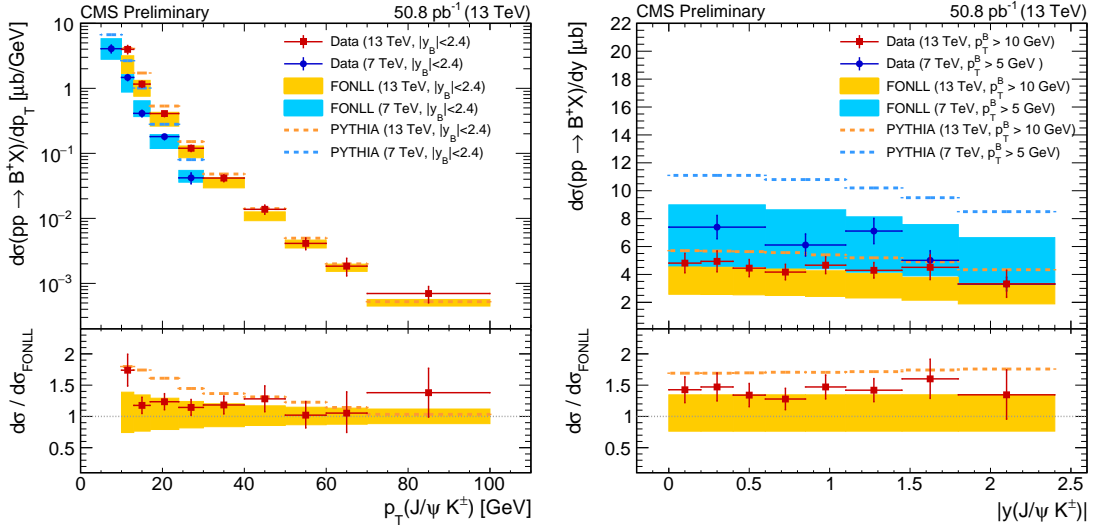 CMS Preliminary 50.8 pb⁻¹ (13 TeV)
dσ(pp → B⁺X)/dp_T [μb/GeV]
10
1
10⁻¹
10⁻²
10⁻³
Data (13 TeV, |y_B|<2.4)
Data (7 TeV, |y_B|<2.4)
FONLL (13 TeV, |y_B|<2.4)
FONLL (7 TeV, |y_B|<2.4)
PYTHIA (13 TeV, |y_B|<2.4)
PYTHIA (7 TeV, |y_B|<2.4)
dσ / dσ_FONLL
2
1.5
1
0.5
0 20 40 60 80 100
p_T(J/ψ K^±) [GeV]
CMS Preliminary 50.8 pb⁻¹ (13 TeV)
dσ(pp → B⁺X)/dy [μb]
22
20
18
16
14
12
10
8
6
4
2
Data (13 TeV, p_T^B > 10 GeV)
Data (7 TeV, p_T^B > 5 GeV )
FONLL (13 TeV, p_T^B > 10 GeV)
FONLL (7 TeV, p_T^B > 5 GeV)
PYTHIA (13 TeV, p_T^B > 10 GeV)
PYTHIA (7 TeV, p_T^B > 5 GeV)
dσ / dσ_FONLL
2
1.5
1
0.5
0 0.5 1 1.5 2 2.5
|y(J/ψ K^±)|